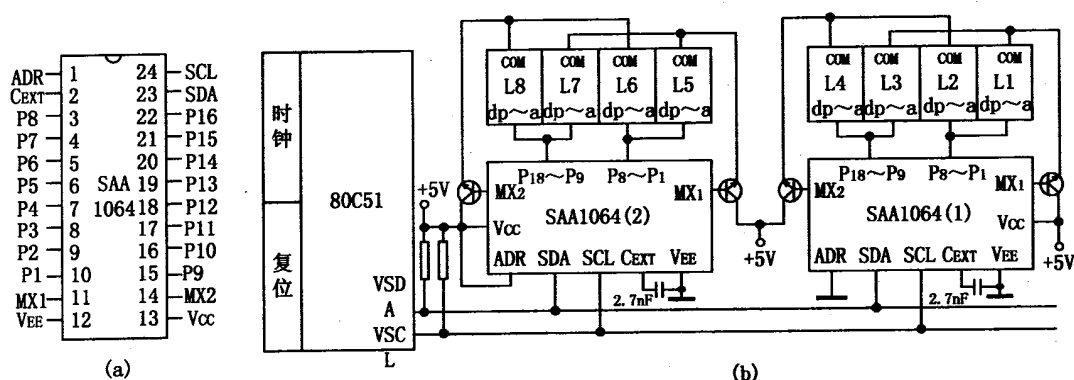 ADR 1 24 SCL
CEXT 2 23 SDA
P8 3 22 P16
P7 4 21 P15
P6 5 20 P14
P5 6 SAA 19 P13
P4 7 1064 18 P12
P3 8 17 P11
P2 9 16 P10
P1 10 15 P9
MX1 11 14 MX2
VEE 12 13 VCC
(a)
时钟
复位
80C51
VSD
A
VSC
L
+5V
COM COM COM COM
L8 L7 L6 L5
dp~a dp~a
P18~P9 P8~P1
MX2 MX1
SAA1064(2)
VCC
ADR SDA SCL CEXT VEE
2.7nF
+5V
COM COM COM COM
L4 L3 L2 L1
dp~a dp~a
P18~P9 P8~P1
MX2 MX1
SAA1064(1)
VCC
ADR SDA SCL CEXT VEE
2.7nF
+5V
(b)